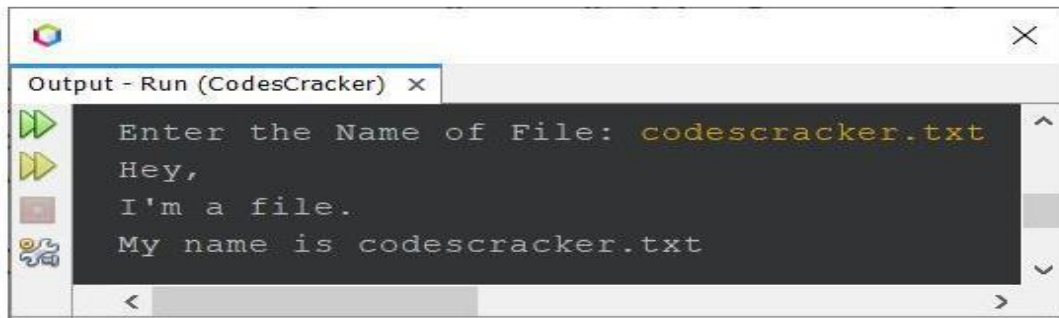 Output - Run (CodesCracker) ×
Enter the Name of File: codescracker.txt
Hey,
I'm a file.
My name is codescracker.txt